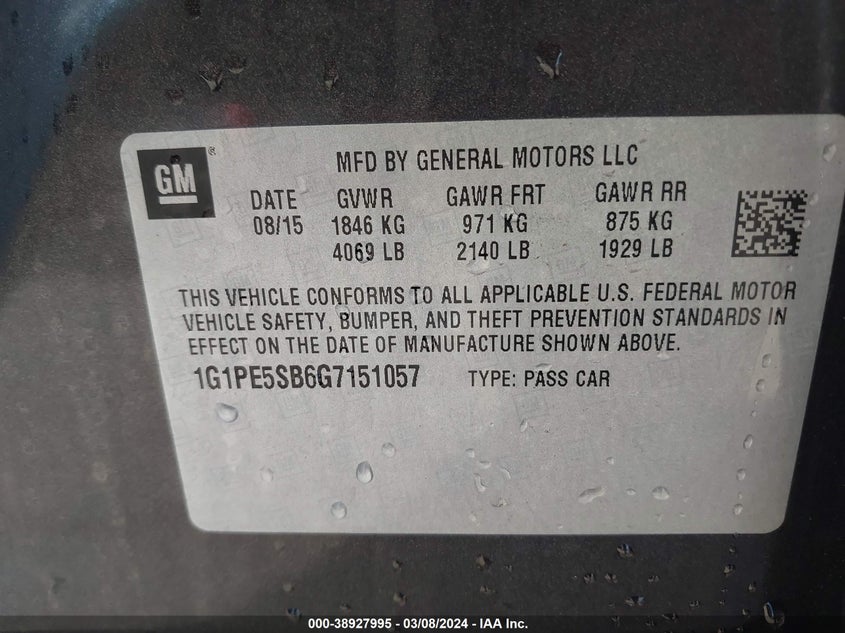 GM®
MFD BY GENERAL MOTORS LLC
DATE GVWR GAWR FRT GAWR RR
08/15 1846 KG 971 KG 875 KG
4069 LB 2140 LB 1929 LB
THIS VEHICLE CONFORMS TO ALL APPLICABLE U.S. FEDERAL MOTOR
VEHICLE SAFETY, BUMPER, AND THEFT PREVENTION STANDARDS IN
EFFECT ON THE DATE OF MANUFACTURE SHOWN ABOVE.
1G1PE5SB6G7151057 TYPE: PASS CAR
000-38927995 — 03/08/2024 — IAA Inc.